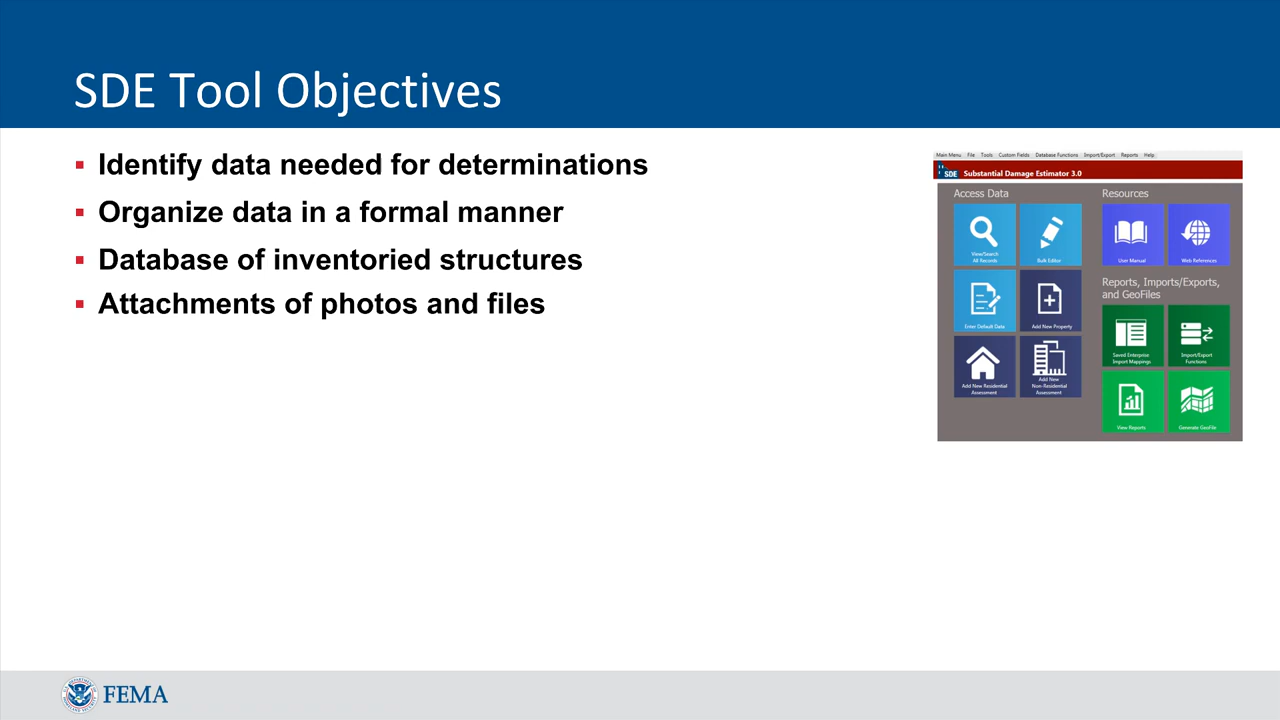 SDE Tool Objectives
Identify data needed for determinations
Organize data in a formal manner
Database of inventoried structures
Attachments of photos and files
Main Menu File Tools Custom Fields Database Functions Import/Export Reports Help
SDE Substantial Damage Estimator 3.0
Access Data
View/Search
All Records
Bulk Editor
Enter Default Data
Add New Property
Add New Residential
Assessment
Add New
Non-Residential
Assessment
Resources
User Manual
Web References
Reports, Imports/Exports,
and GeoFiles
Saved Enterprise
Import Mappings
Import/Export
Functions
View Reports
Generate GeoFile
FEMA